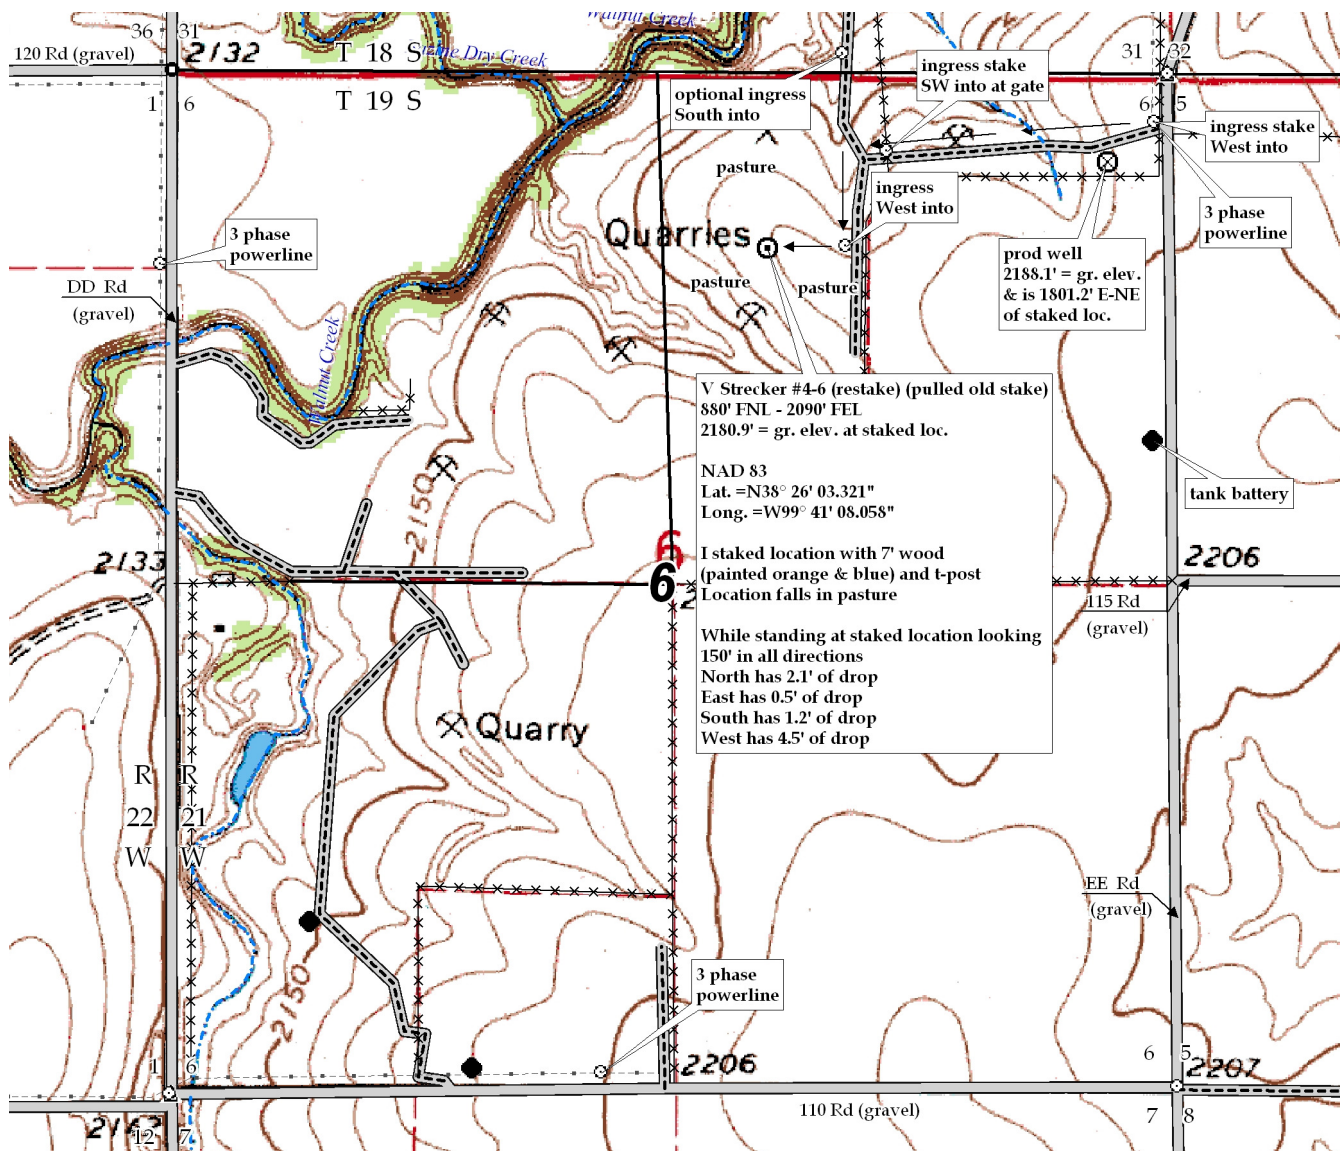 36 31
120 Rd (gravel)
2132
T 18 S
T 19 S
1 6
Walnut Creek
Dry Creek
optional ingress
South into
ingress stake
SW into at gate
31 32
6 5
ingress stake
West into
pasture
ingress
West into
3 phase
powerline
3 phase
powerline
Quarries
prod well
2188.1' = gr. elev.
& is 1801.2' E-NE
of staked loc.
pasture
pasture
DD Rd
(gravel)
Walnut Creek
V Strecker #4-6 (restake) (pulled old stake)
880' FNL - 2090' FEL
2180.9' = gr. elev. at staked loc.
NAD 83
Lat. =N38° 26' 03.321"
Long. =W99° 41' 08.058"
I staked location with 7' wood
(painted orange & blue) and t-post
Location falls in pasture
While standing at staked location looking
150' in all directions
North has 2.1' of drop
East has 0.5' of drop
South has 1.2' of drop
West has 4.5' of drop
tank battery
2150
2133
6
6
2206
115 Rd
(gravel)
Quarry
R R
22 21
W W
EE Rd
(gravel)
2150
3 phase
powerline
1 6
2206
6 5
2207
110 Rd (gravel)
12 7
7 8